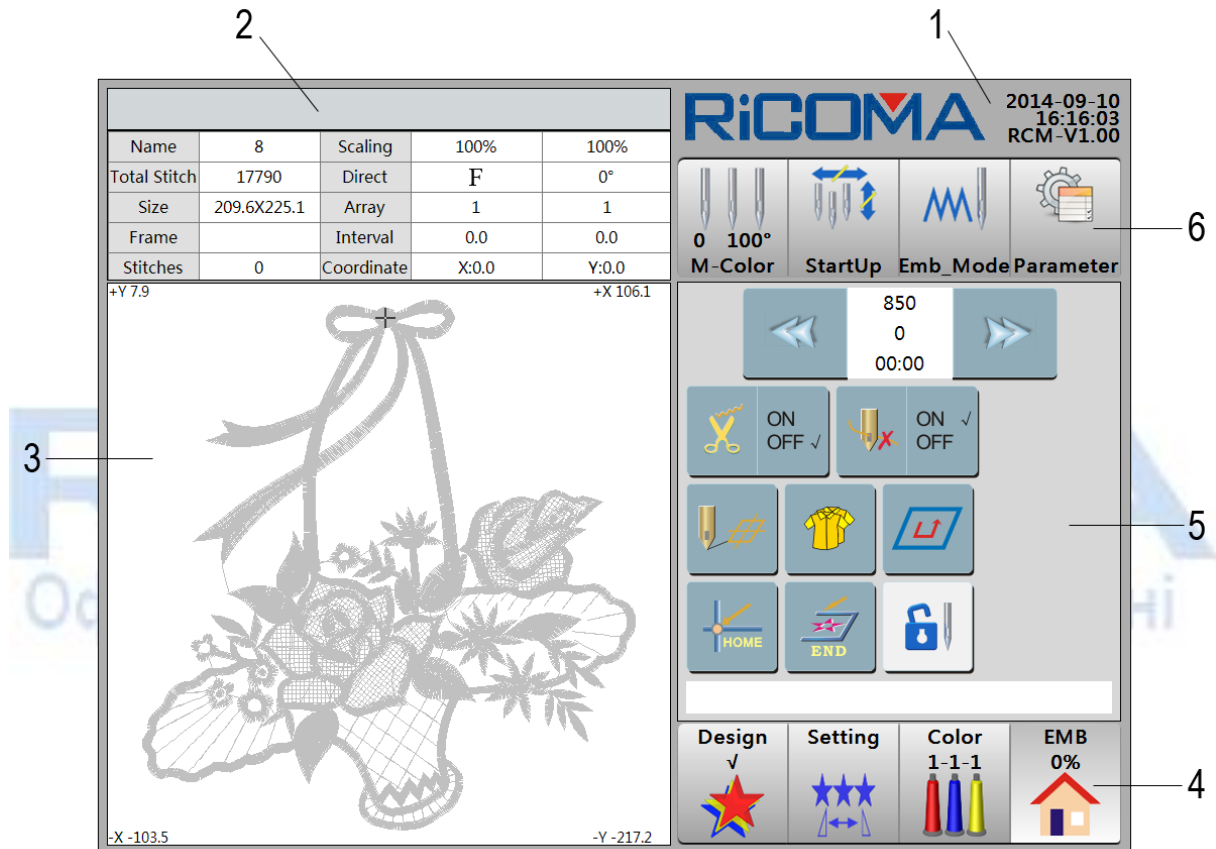 2
1
RiCOMA
2014-09-10
16:16:03
RCM-V1.00
Name 8 Scaling 100% 100%
Total Stitch 17790 Direct F 0°
Size 209.6X225.1 Array 1 1
Frame Interval 0.0 0.0
Stitches 0 Coordinate X:0.0 Y:0.0
0 100°
M-Color StartUp Emb_Mode Parameter
6
+Y 7.9 +X 106.1
850
0
00:00
ON
OFF √
ON √
OFF
3
5
HOME
END
Design Setting Color EMB
√ 1-1-1 0%
4
-X -103.5 -Y -217.2